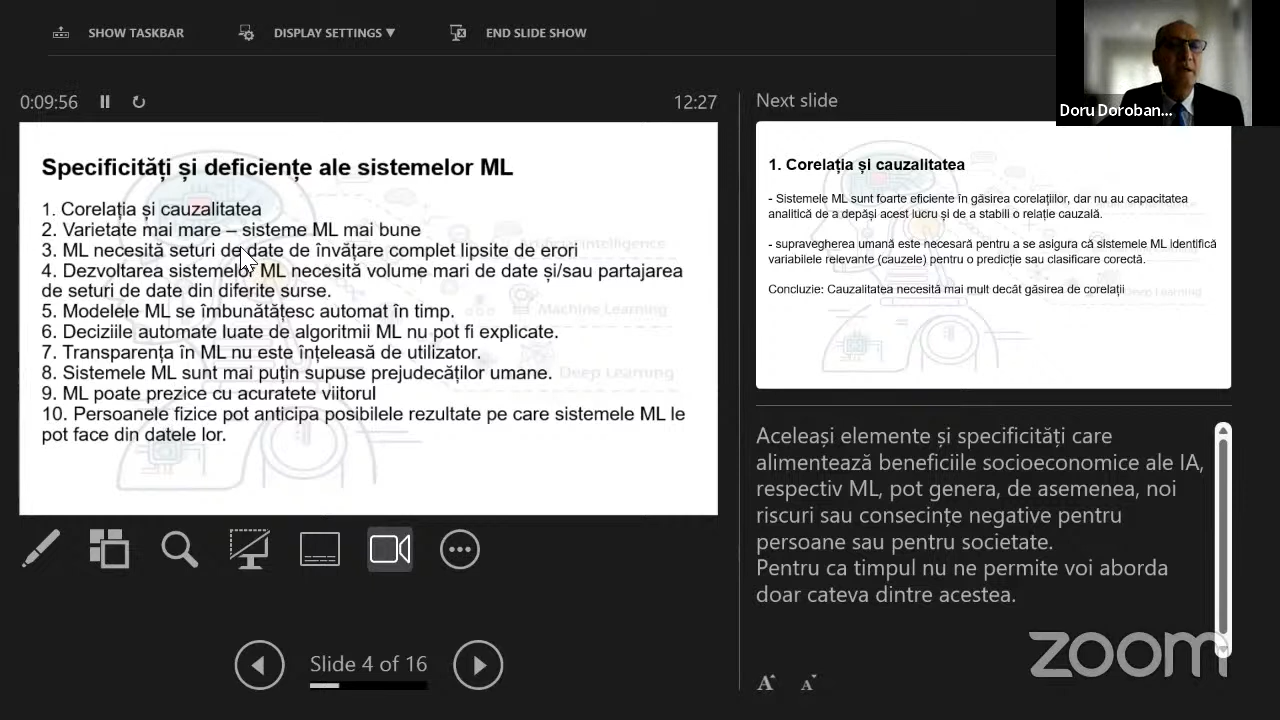 SHOW TASKBAR
DISPLAY SETTINGS ▼
END SLIDE SHOW
0:09:56
12:27
Specificități și deficiențe ale sistemelor ML
1. Corelația și cauzalitatea
2. Varietate mai mare – sisteme ML mai bune
3. ML necesită seturi de date de învățare complet lipsite de erori
4. Dezvoltarea sistemelor ML necesită volume mari de date și/sau partajarea
de seturi de date din diferite surse.
5. Modelele ML se îmbunătățesc automat în timp.
6. Deciziile automate luate de algoritmii ML nu pot fi explicate.
7. Transparența în ML nu este înțeleasă de utilizator.
8. Sistemele ML sunt mai puțin supuse prejudecăților umane.
9. ML poate prezice cu acuratete viitorul
10. Persoanele fizice pot anticipa posibilele rezultate pe care sistemele ML le
pot face din datele lor.
Artificial intelligence
Machine Learning
Deep Learning
Slide 4 of 16
Next slide
Doru Doroban...
1. Corelația și cauzalitatea
- Sistemele ML sunt foarte eficiente în găsirea corelațiilor, dar nu au capacitatea
analitică de a depăși acest lucru și de a stabili o relație cauzală.
- supravegherea umană este necesară pentru a se asigura că sistemele ML identifică
variabilele relevante (cauzele) pentru o predicție sau clasificare corectă.
Concluzie: Cauzalitatea necesită mai mult decât găsirea de corelații
Deep Learning
Aceleași elemente și specificități care
alimentează beneficiile socioeconomice ale IA,
respectiv ML, pot genera, de asemenea, noi
riscuri sau consecințe negative pentru
persoane sau pentru societate.
Pentru ca timpul nu ne permite voi aborda
doar cateva dintre acestea.
A A
zoom